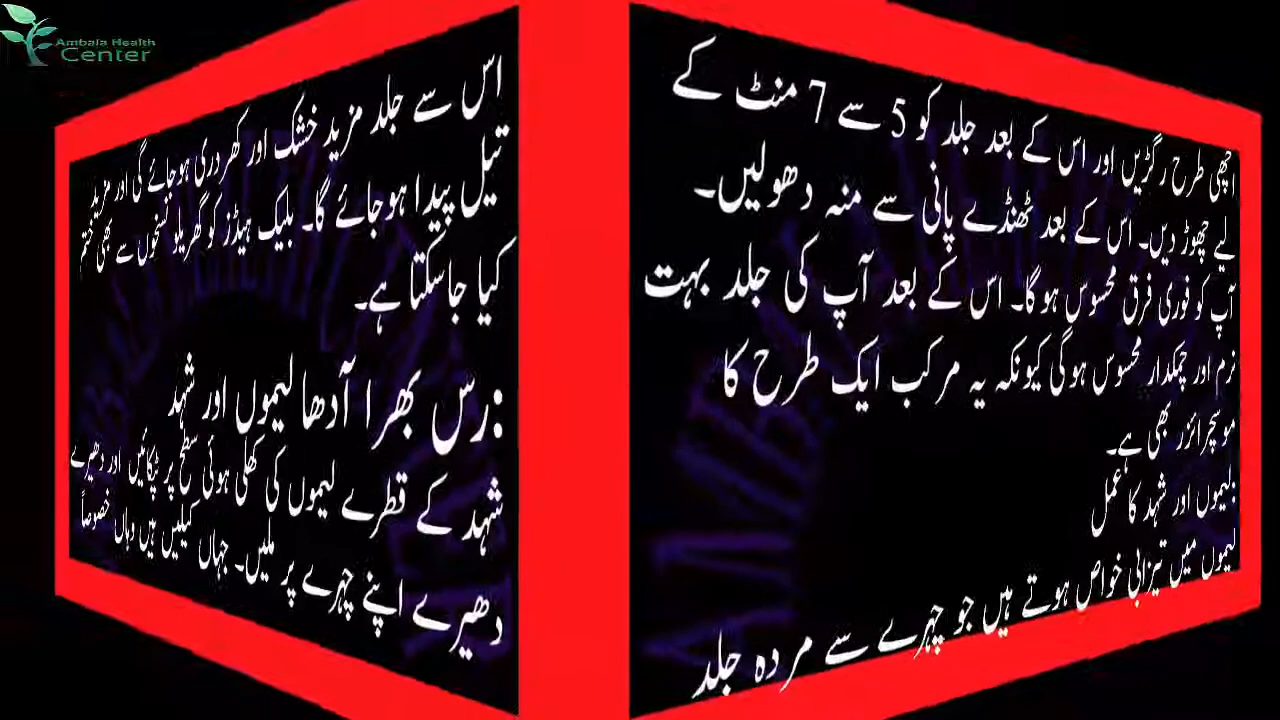 Ambala Health
Center
اس سے جلد مزید خشک اور کھردری ہوجائے گی اور مزید
تیل پیدا ہوجائے گا۔ بلیک ہیڈز کو گھریلو نسخوں سے بھی ختم
کیا جاسکتا ہے۔
:رس بھرا آدھا لیموں اور شہد
شہد کے قطرے لیموں کی کھلی ہوئی سطح پر ٹپکائیں اور دھیرے
دھیرے اپنے چہرے پر ملیں۔ جہاں کیلیں ہیں وہاں خصوصاً
اچھی طرح رگڑیں اور اس کے بعد جلد کو 5 سے 7 منٹ کے
لیے چھوڑ دیں۔ اس کے بعد ٹھنڈے پانی سے منہ دھولیں۔
آپ کو فوری فرق محسوس ہوگا۔ اس کے بعد آپ کی جلد بہت
نرم اور چمکدار محسوس ہوگی کیونکہ یہ مرکب ایک طرح کا
موسچرائزر بھی ہے۔
:لیموں اور شہد کا عمل
لیموں میں تیزابی خواص ہوتے ہیں جو چہرے سے مردہ جلد